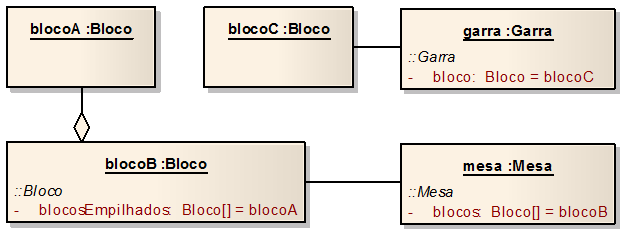 blocoA :Bloco
blocoC :Bloco
garra :Garra
::Garra
- bloco: Bloco = blocoC
blocoB :Bloco
::Bloco
- blocosEmpilhados: Bloco[] = blocoA
mesa :Mesa
::Mesa
- blocos: Bloco[] = blocoB